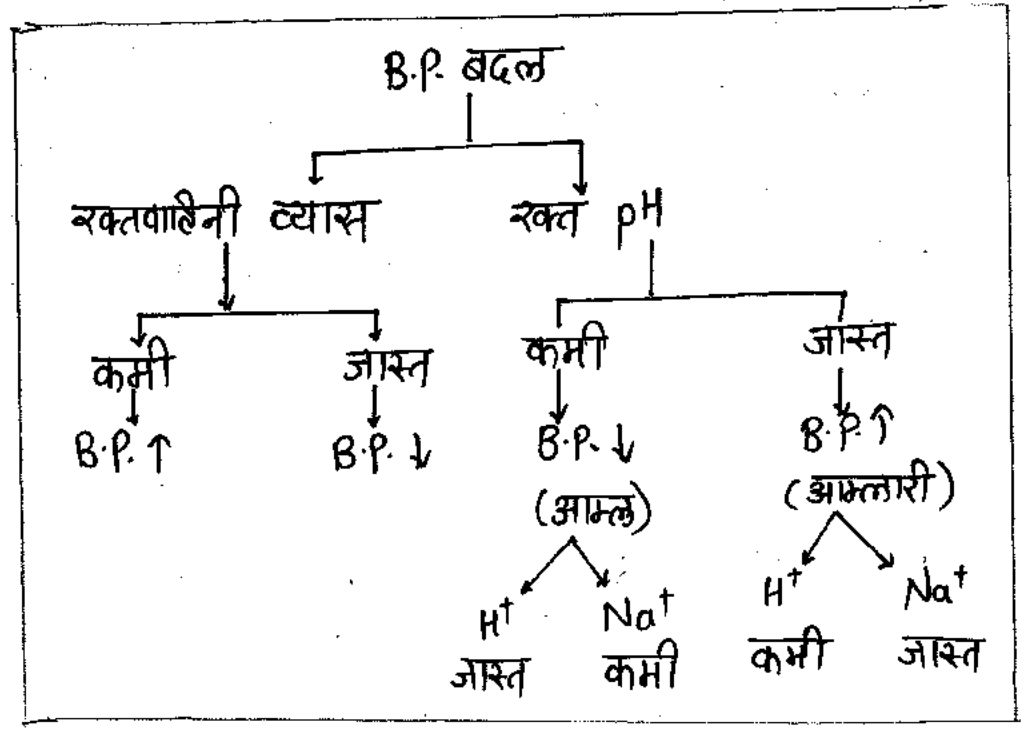 B.P. बदल
रक्तवाहिनी व्यास रक्त pH
कमी जास्त कमी जास्त
B.P. ↑ B.P. ↓ B.P. ↓ B.P. ↑
(आम्लु) (आम्लारी)
H⁺ Na⁺ H⁺ Na⁺
जास्त कमी कमी जास्त